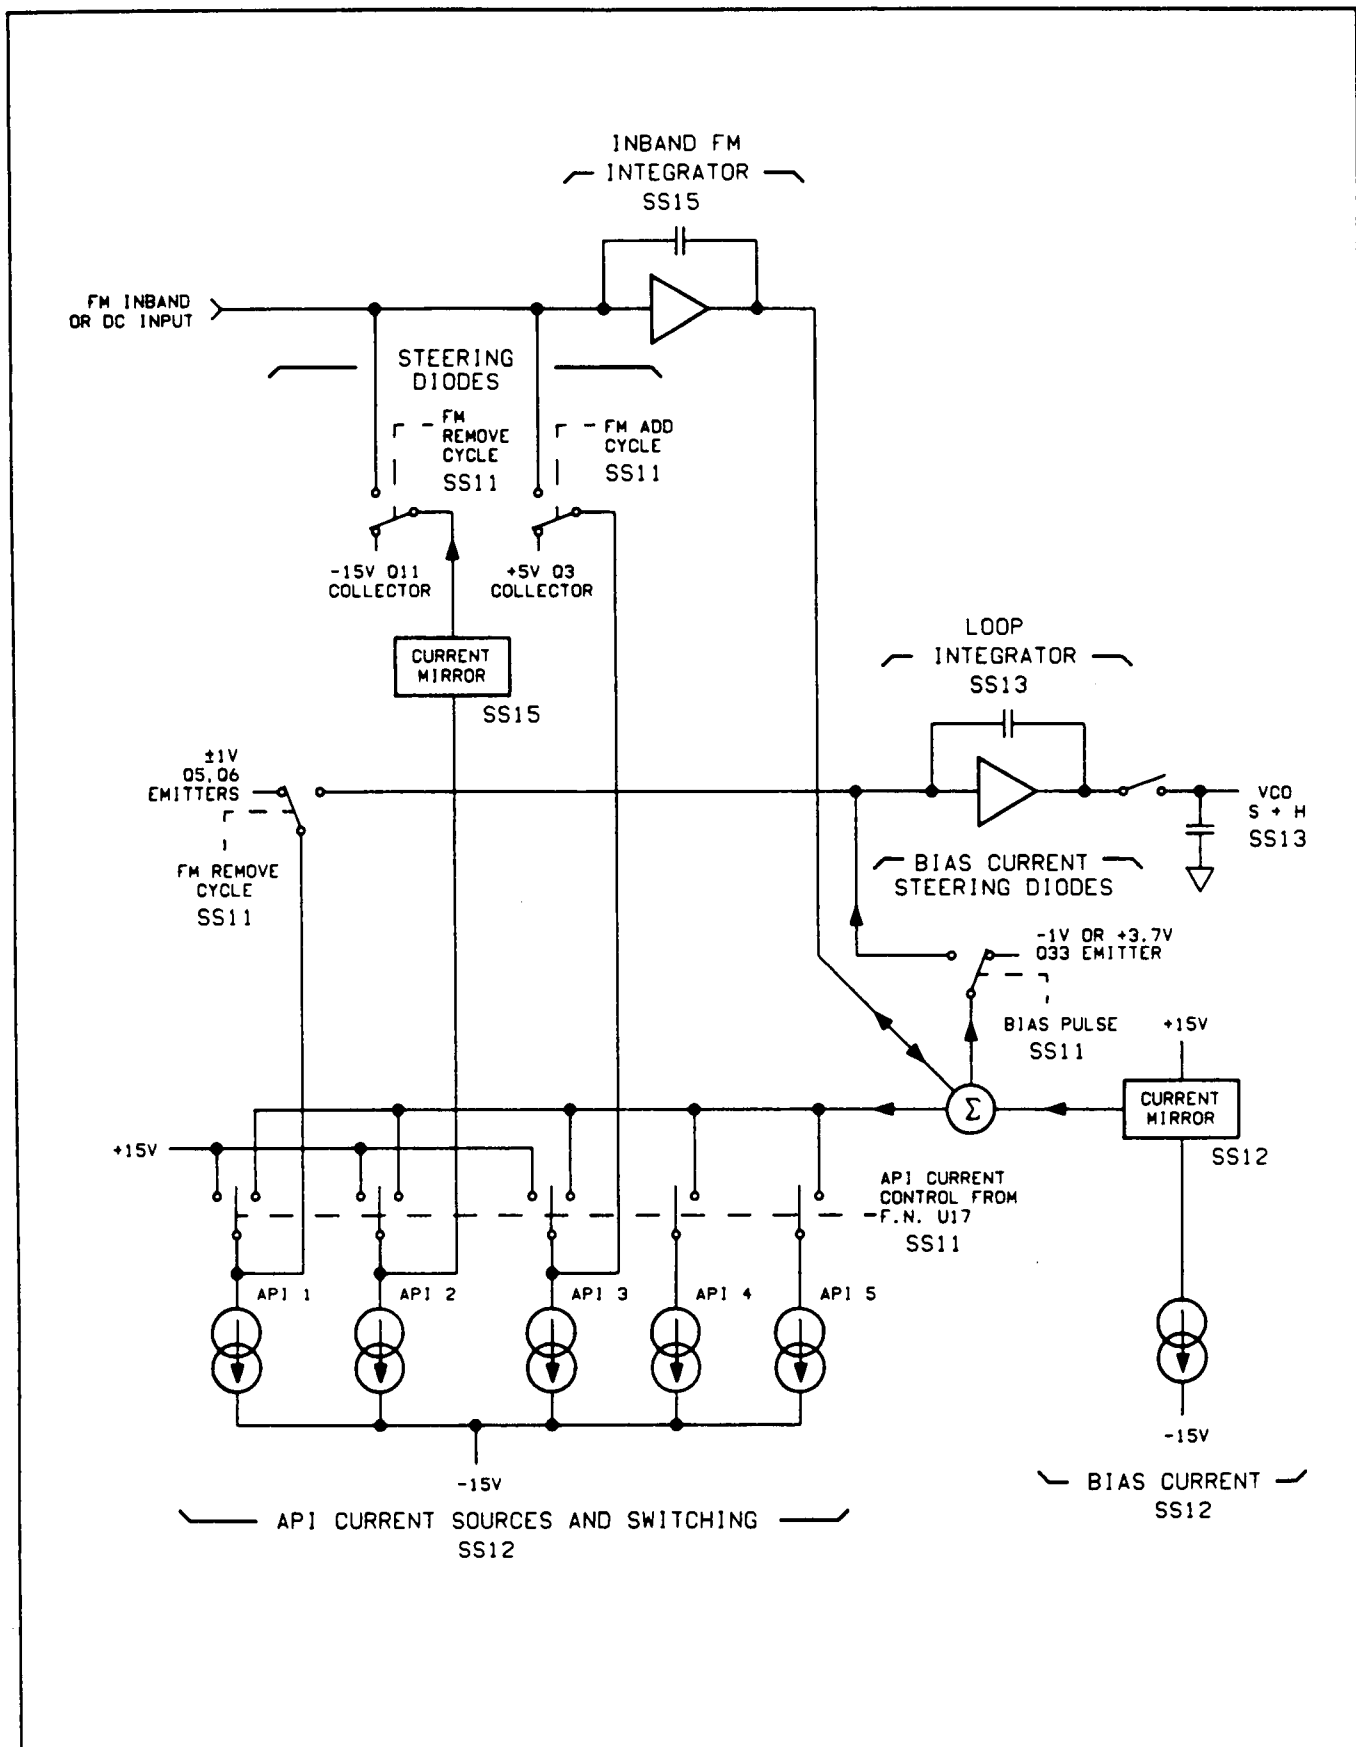 INBAND FM
INTEGRATOR
SS15
FM INBAND
OR DC INPUT
STEERING
DIODES
FM
REMOVE
CYCLE
SS11
FM ADD
CYCLE
SS11
-15V Q11
COLLECTOR
+5V Q3
COLLECTOR
CURRENT
MIRROR
SS15
LOOP
INTEGRATOR
SS13
±1V
Q5,Q6
EMITTERS
VCO
S + H
SS13
FM REMOVE
CYCLE
SS11
BIAS CURRENT
STEERING DIODES
-1V OR +3.7V
Q33 EMITTER
BIAS PULSE
SS11
+15V
Σ
CURRENT
MIRROR
SS12
+15V
API CURRENT
CONTROL FROM
F.N. U17
SS11
API 1
API 2
API 3
API 4
API 5
-15V
-15V
BIAS CURRENT
SS12
API CURRENT SOURCES AND SWITCHING
SS12